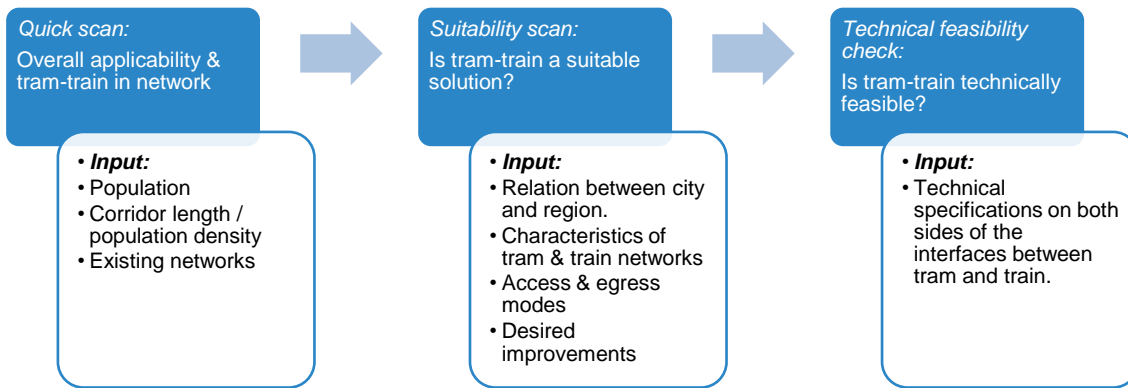 Quick scan:
Overall applicability &
tram-train in network
• Input:
• Population
• Corridor length /
population density
• Existing networks
Suitability scan:
Is tram-train a suitable
solution?
• Input:
• Relation between city
and region.
• Characteristics of
tram & train networks
• Access & egress
modes
• Desired
improvements
Technical feasibility
check:
Is tram-train technically
feasible?
• Input:
• Technical
specifications on both
sides of the
interfaces between
tram and train.